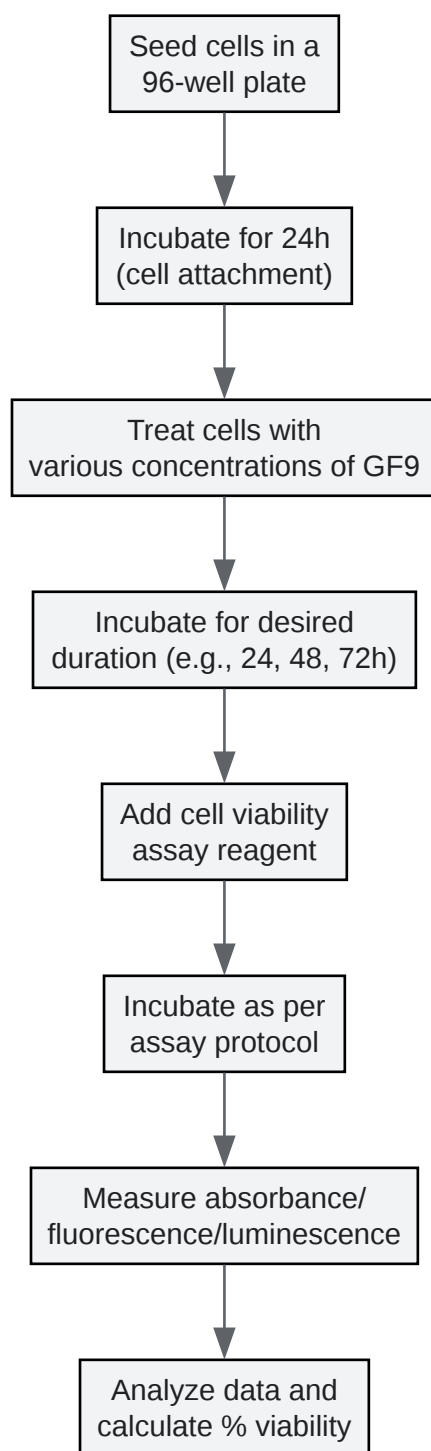 Seed cells in a
96-well plate
Incubate for 24h
(cell attachment)
Treat cells with
various concentrations of GF9
Incubate for desired
duration (e.g., 24, 48, 72h)
Add cell viability
assay reagent
Incubate as per
assay protocol
Measure absorbance/
fluorescence/luminescence
Analyze data and
calculate % viability